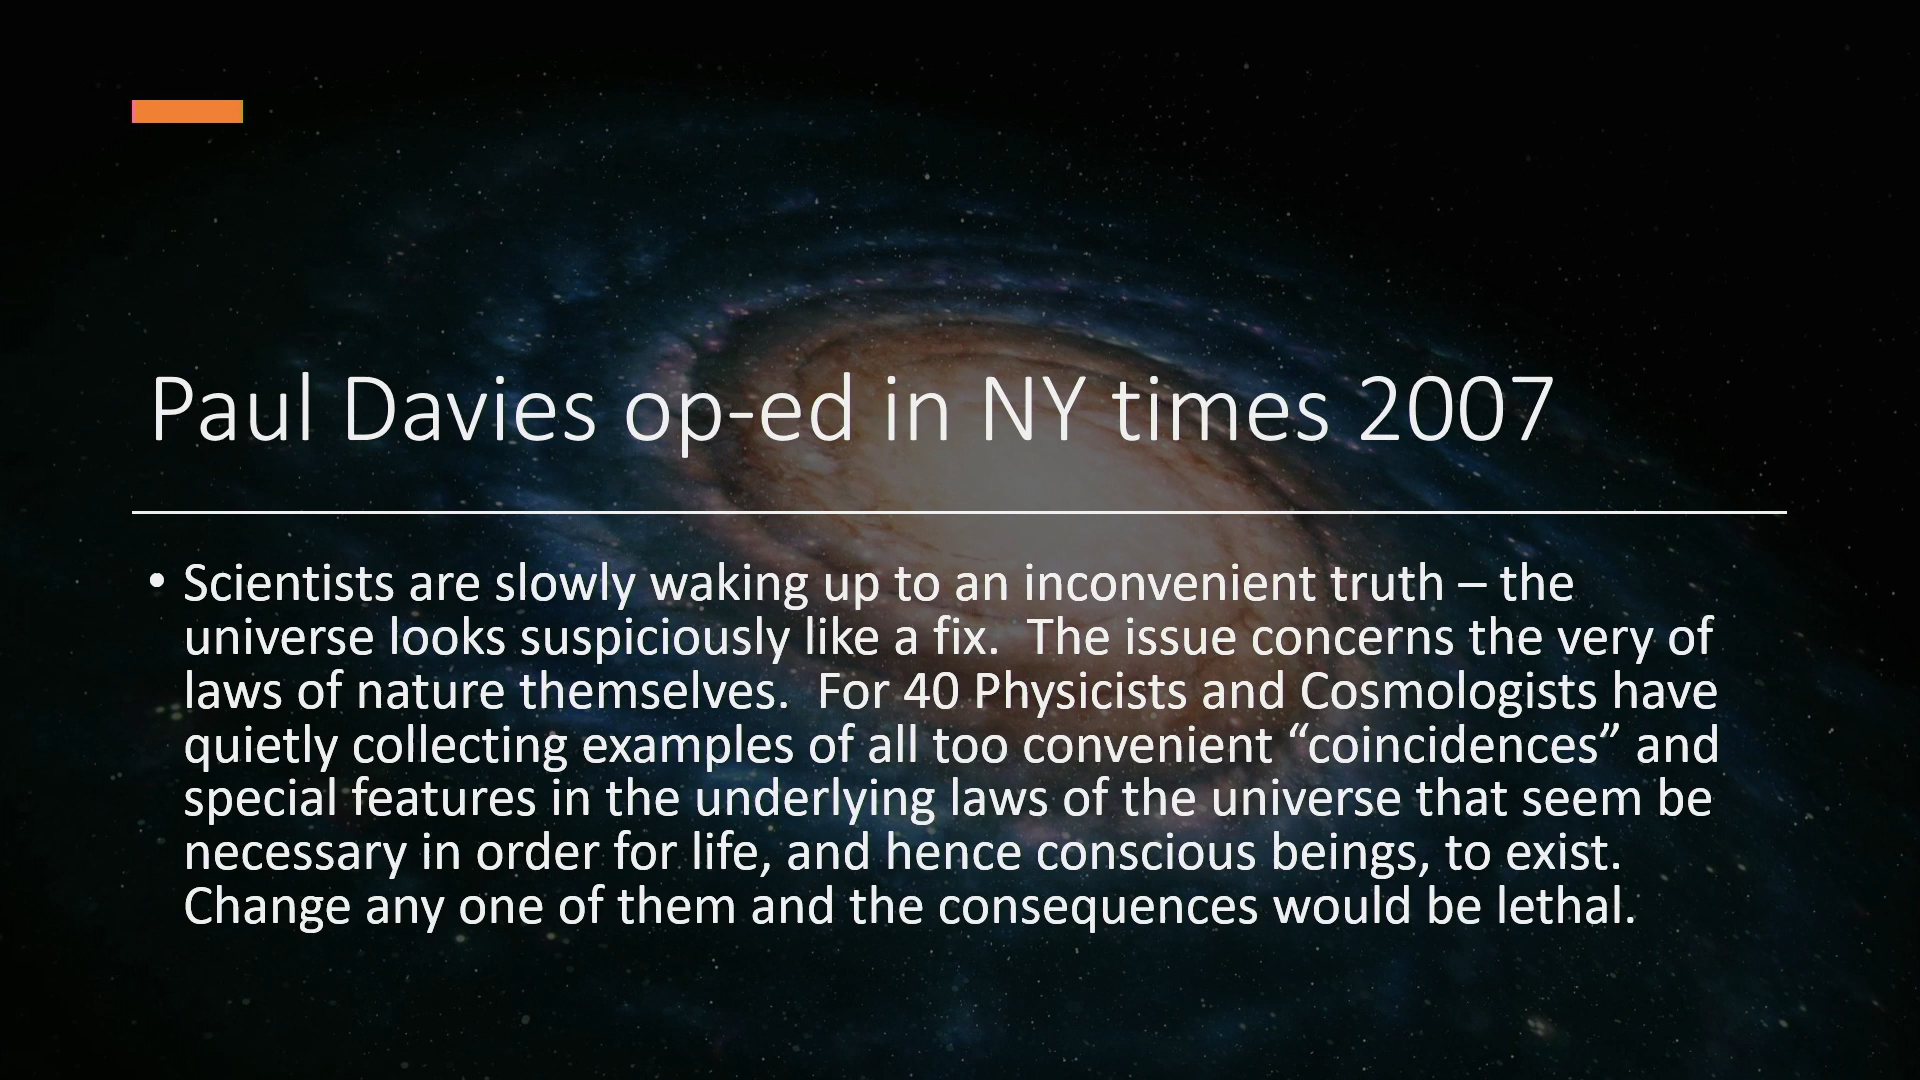 Paul Davies op-ed in NY times 2007
• Scientists are slowly waking up to an inconvenient truth – the
universe looks suspiciously like a fix.  The issue concerns the very of
laws of nature themselves.  For 40 Physicists and Cosmologists have
quietly collecting examples of all too convenient “coincidences” and
special features in the underlying laws of the universe that seem be
necessary in order for life, and hence conscious beings, to exist.
Change any one of them and the consequences would be lethal.